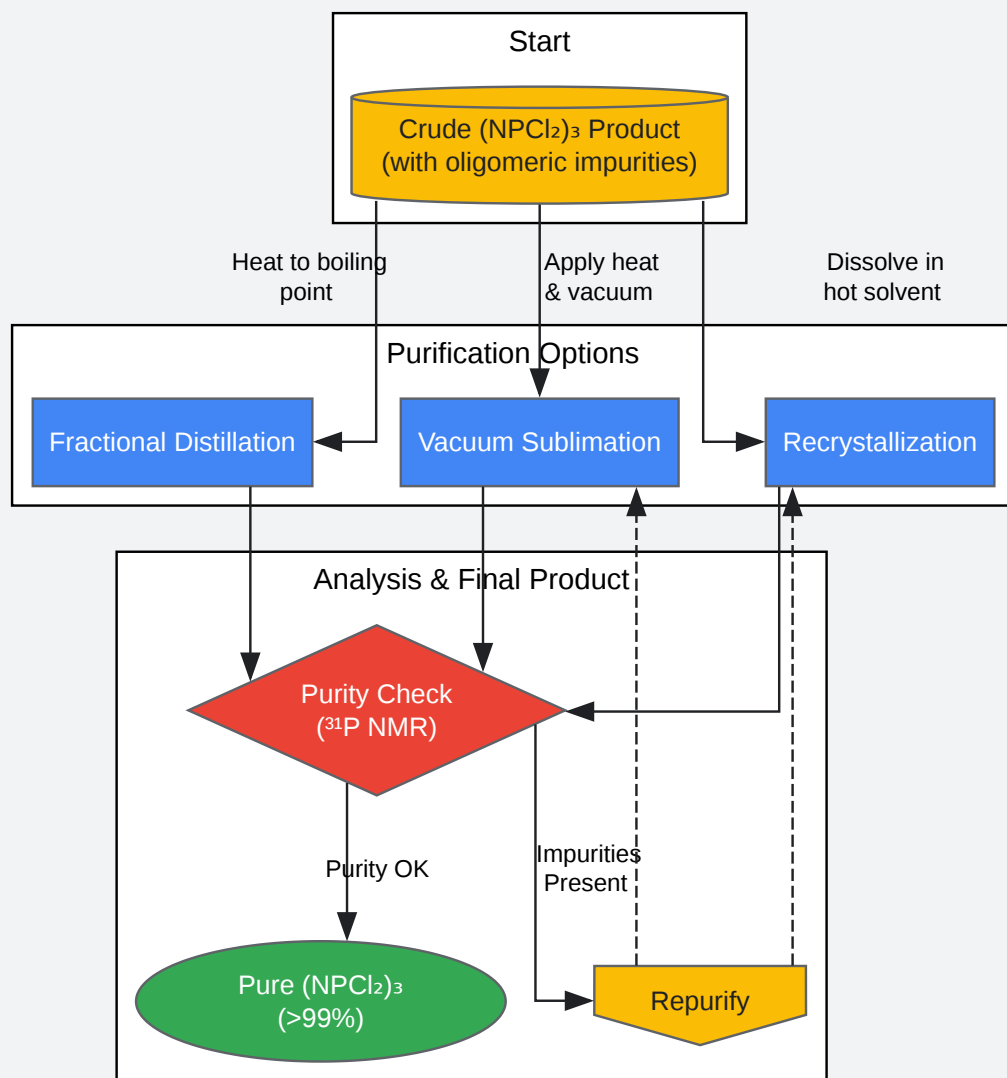 Start
Crude (NPCl₂)₃ Product
(with oligomeric impurities)
Heat to boiling
point
Apply heat
& vacuum
Dissolve in
hot solvent
Purification Options
Fractional Distillation
Vacuum Sublimation
Recrystallization
Analysis & Final Product
Purity Check
(³¹P NMR)
Purity OK
Impurities
Present
Pure (NPCl₂)₃
(>99%)
Repurify